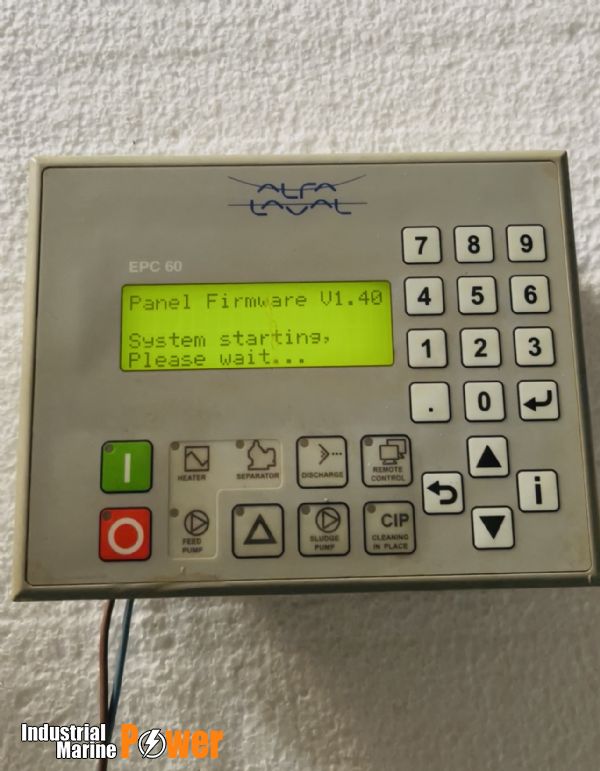 ALFA
LAVAL
EPC 60
Panel Firmware V1.40
System starting,
Please wait...
7 8 9
4 5 6
1 2 3
. 0
HEATER
SEPARATOR
DISCHARGE
REMOTE
CONTROL
FEED
PUMP
SLUDGE
PUMP
CIP
CLEANING
IN PLACE
i
Industrial
Marine Power